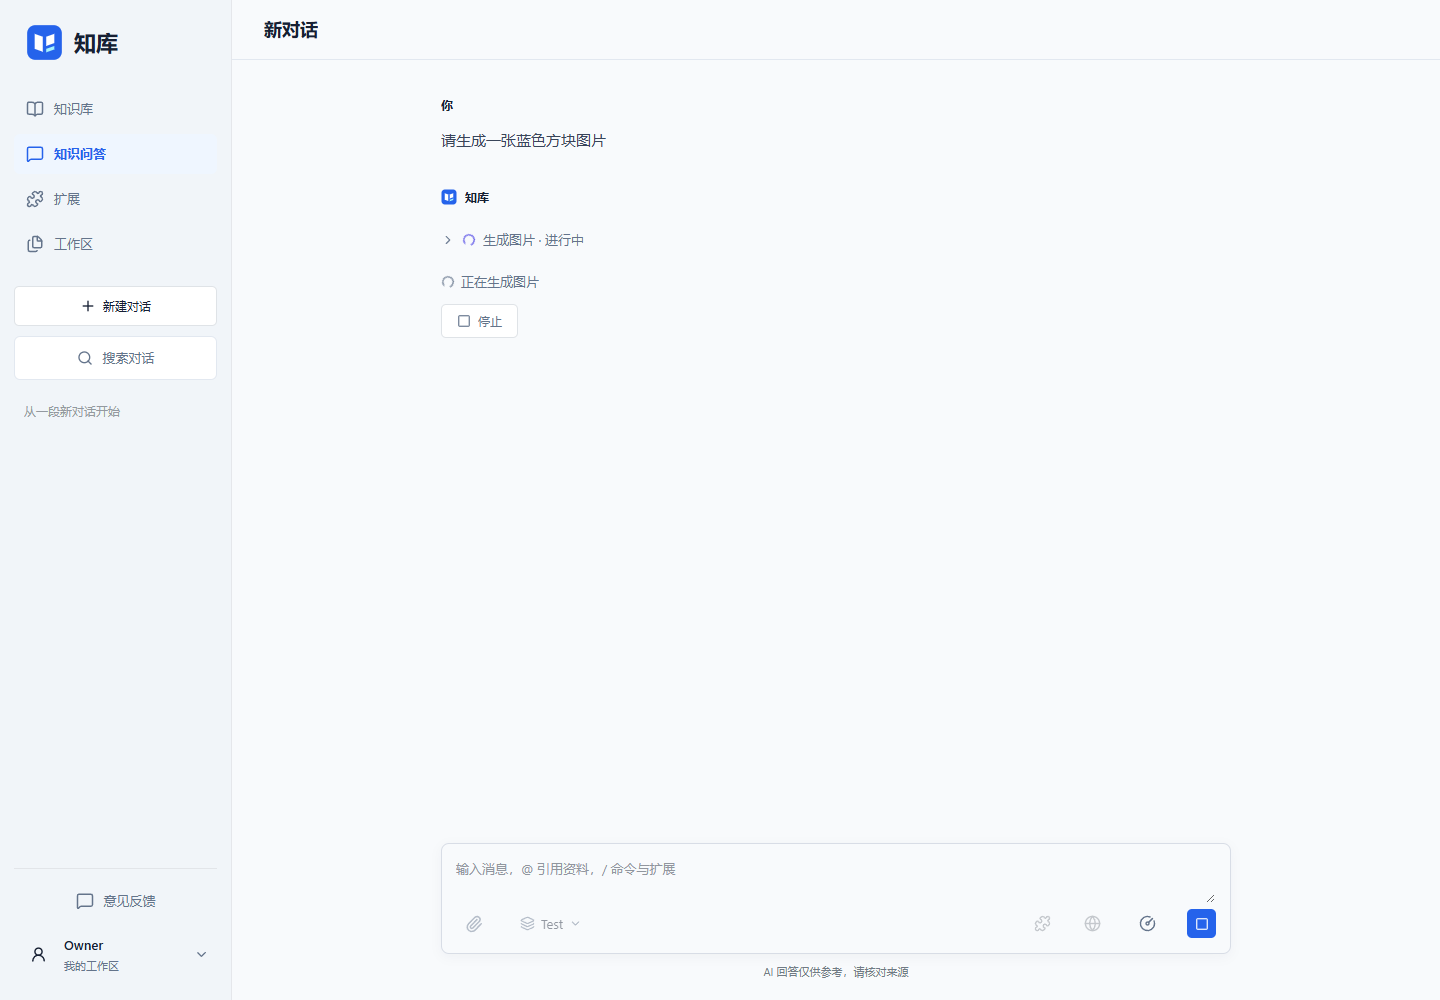 知库
知识库
知识问答
扩展
工作区
新建对话
搜索对话
从一段新对话开始
意见反馈
Owner
我的工作区
新对话
你
请生成一张蓝色方块图片
知库
生成图片 · 进行中
正在生成图片
停止
输入消息，@ 引用资料，/ 命令与扩展
Test
AI 回答仅供参考，请核对来源